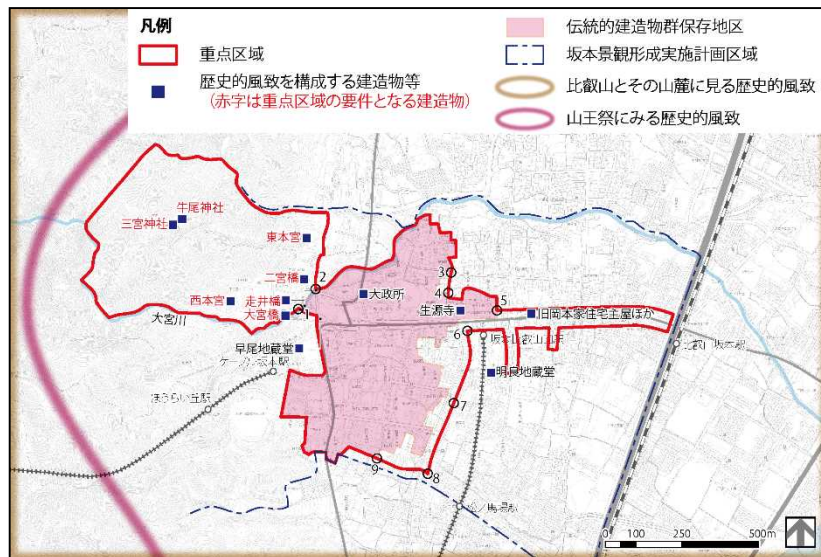 凡例
重点区域
歴史的風致を構成する建造物等
(赤字は重点区域の要件となる建造物)
伝統的建造物群保存地区
坂本景観形成実施計画区域
比叡山とその山麓に見る歴史的風致
山王祭にみる歴史的風致
牛尾神社
三宮神社
東本宮
二宮橋
2
3
4
大政所
西本宮
走井橋
大宮橋
1
生源寺
5
旧岡本家住宅主屋ほか
大宮川
6
早尾地蔵堂
ケーブル坂本駅
明良地蔵堂
7
9
8
0 100 250 500m